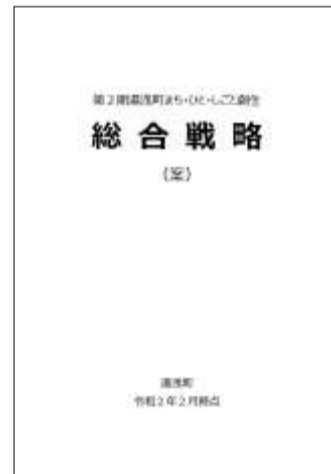 第2期湯浅町まち・ひと・しごと創生
総合戦略
（案）
湯浅町
令和2年2月時点